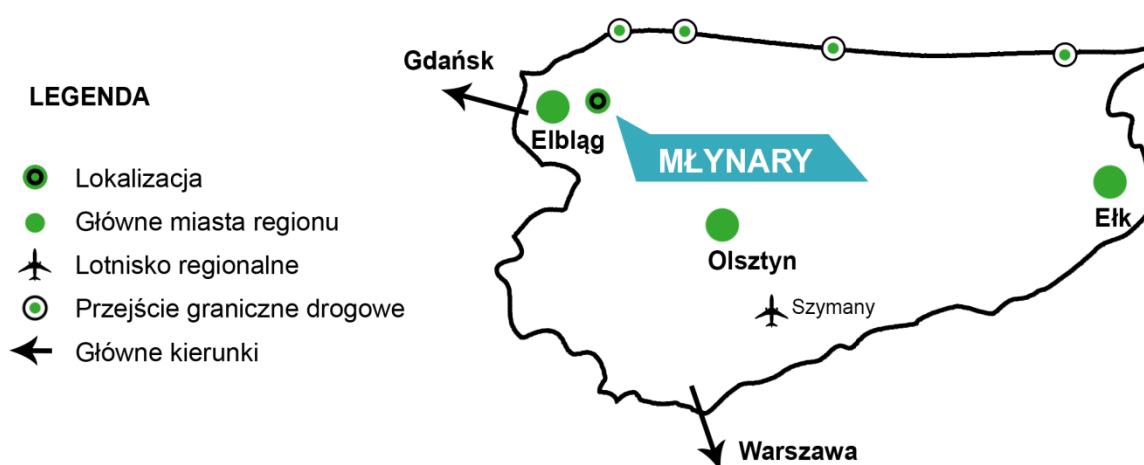 LEGENDA
Lokalizacja
Główne miasta regionu
Lotnisko regionalne
Przejście graniczne drogowe
Główne kierunki
Gdańsk
Elbląg
MŁYNARY
Ełk
Olsztyn
Szymany
Warszawa